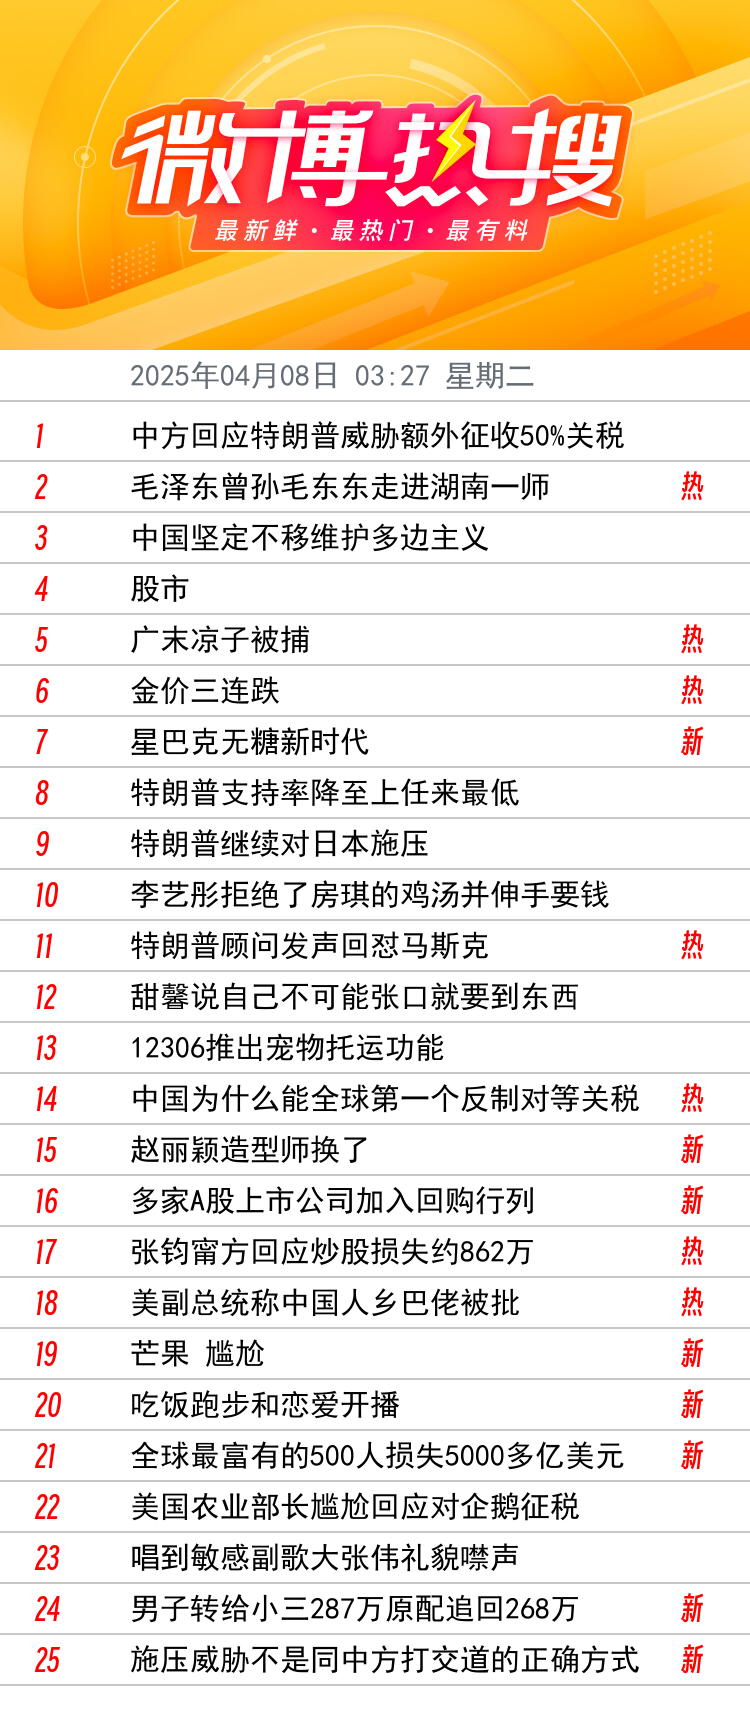 微博热搜
最新鲜·最热门·最有料
2025年04月08日 03:27 星期二
1 中方回应特朗普威胁额外征收50%关税
2 毛泽东曾孙毛东东走进湖南一师 热
3 中国坚定不移维护多边主义
4 股市
5 广末凉子被捕 热
6 金价三连跌 热
7 星巴克无糖新时代 新
8 特朗普支持率降至上任来最低
9 特朗普继续对日本施压
10 李艺彤拒绝了房琪的鸡汤并伸手要钱
11 特朗普顾问发声回怼马斯克 热
12 甜馨说自己不可能张口就要到东西
13 12306推出宠物托运功能
14 中国为什么能全球第一个反制对等关税 热
15 赵丽颖造型师换了 新
16 多家A股上市公司加入回购行列 新
17 张钧甯方回应炒股损失约862万 热
18 美副总统称中国人乡巴佬被批 热
19 芒果 尴尬 新
20 吃饭跑步和恋爱开播 新
21 全球最富有的500人损失5000多亿美元 新
22 美国农业部长尴尬回应对企鹅征税
23 唱到敏感副歌大张伟礼貌噤声
24 男子转给小三287万原配追回268万 新
25 施压威胁不是同中方打交道的正确方式 新